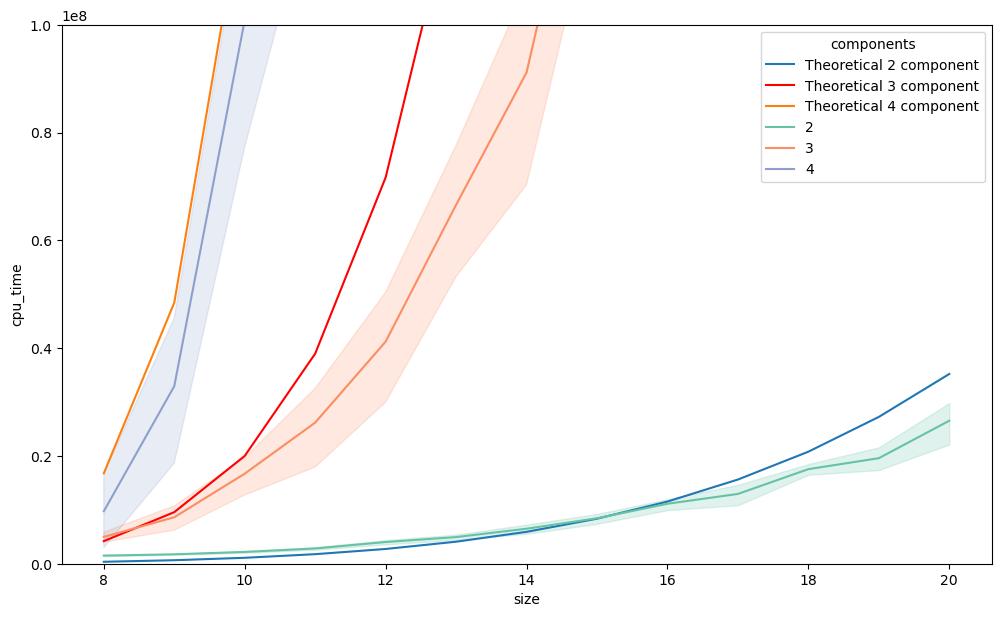 1e8
1.0
0.8
0.6
0.4
0.2
0.0
cpu_time
8 10 12 14 16 18 20
size
components
Theoretical 2 component
Theoretical 3 component
Theoretical 4 component
2
3
4